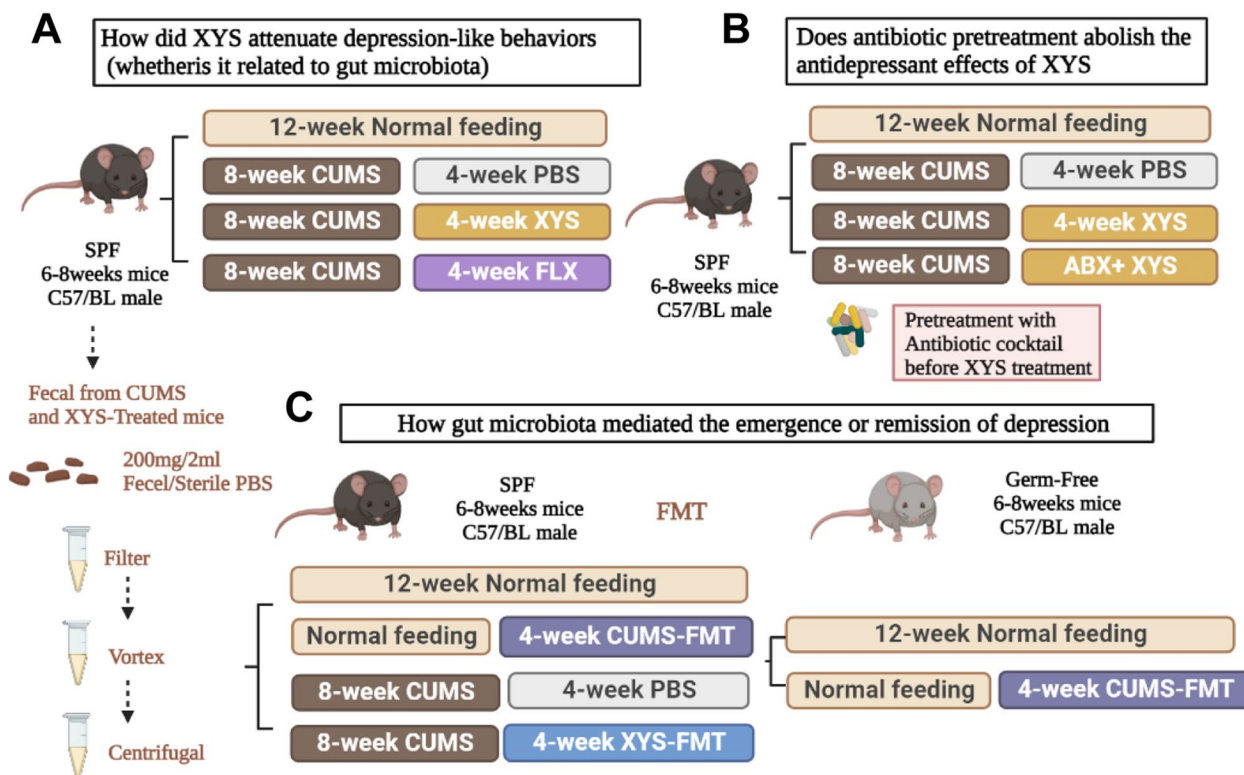 A
How did XYS attenuate depression-like behaviors
(whetheris it related to gut microbiota)
12-week Normal feeding
8-week CUMS
4-week PBS
8-week CUMS
4-week XYS
8-week CUMS
4-week FLX
SPF
6-8weeks mice
C57/BL male
Fecal from CUMS
and XYS-Treated mice
200mg/2ml
Fecel/Sterile PBS
Filter
Vortex
Centrifugal
B
Does antibiotic pretreatment abolish the
antidepressant effects of XYS
12-week Normal feeding
8-week CUMS
4-week PBS
8-week CUMS
4-week XYS
8-week CUMS
ABX+ XYS
SPF
6-8weeks mice
C57/BL male
Pretreatment with
Antibiotic cocktail
before XYS treatment
C
How gut microbiota mediated the emergence or remission of depression
SPF
6-8weeks mice
C57/BL male
FMT
Germ-Free
6-8weeks mice
C57/BL male
12-week Normal feeding
Normal feeding
4-week CUMS-FMT
8-week CUMS
4-week PBS
8-week CUMS
4-week XYS-FMT
12-week Normal feeding
Normal feeding
4-week CUMS-FMT